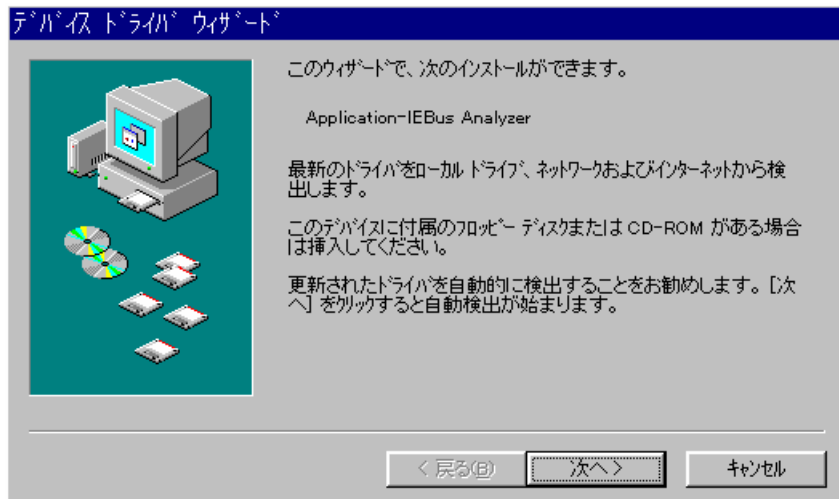 ﾃﾞﾊﾞｲｽ ﾄﾞﾗｲﾊﾞ ｳｨｻﾞｰﾄﾞ
このｳｨｻﾞｰﾄﾞで、次のｲﾝｽﾄｰﾙができます。
Application-IEBus Analyzer
最新のﾄﾞﾗｲﾊﾞをﾛｰｶﾙ ﾄﾞﾗｲﾌﾞ、ﾈｯﾄﾜｰｸおよびｲﾝﾀｰﾈｯﾄから検
出します。
このﾃﾞﾊﾞｲｽに付属のﾌﾛｯﾋﾟｰ ﾃﾞｨｽｸまたは CD-ROM がある場合
は挿入してください。
更新されたﾄﾞﾗｲﾊﾞを自動的に検出することをお勧めします。［次
へ］をｸﾘｯｸすると自動検出が始まります。
< 戻る(B)
次へ >
ｷｬﾝｾﾙ